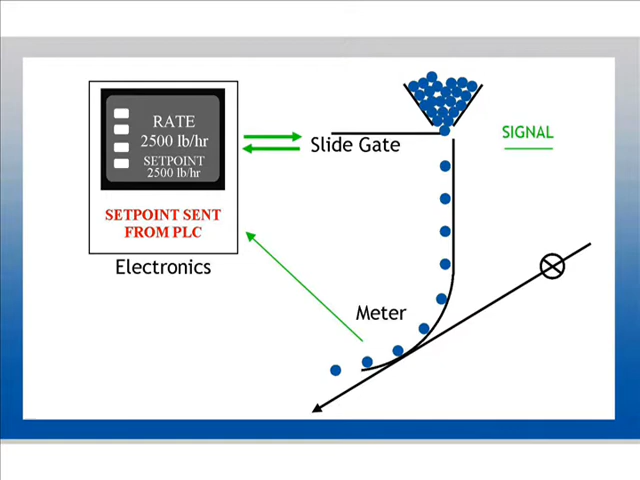 RATE
2500 lb/hr
SETPOINT
2500 lb/hr
SETPOINT SENT
FROM PLC
Electronics
Slide Gate
SIGNAL
Meter